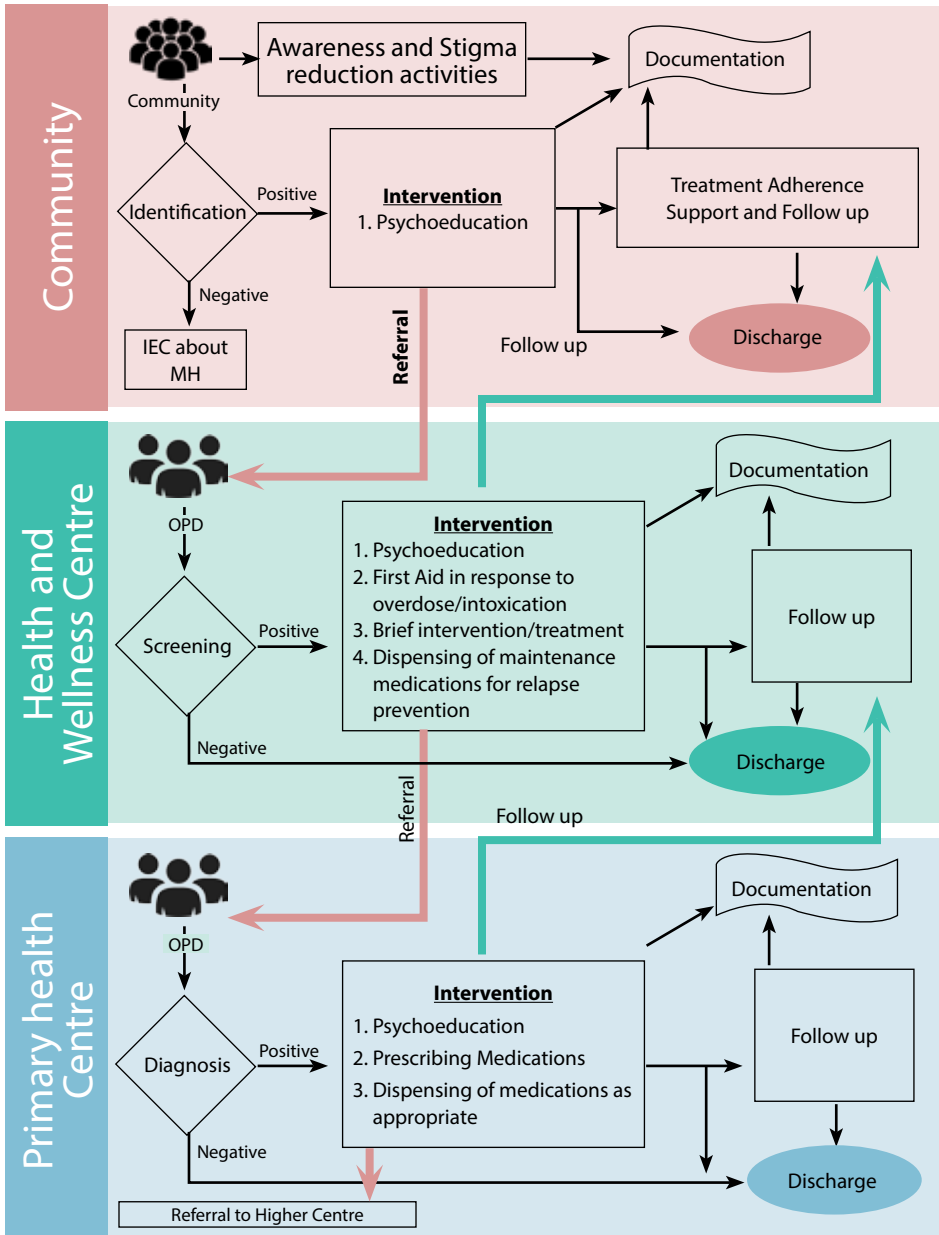 Community
Community
Awareness and Stigma
reduction activities
Documentation
Identification
Positive
Intervention
1. Psychoeducation
Treatment Adherence
Support and Follow up
Negative
IEC about
MH
Referral
Follow up
Discharge
Health and
Wellness Centre
OPD
Screening
Positive
Negative
Intervention
1. Psychoeducation
2. First Aid in response to
overdose/intoxication
3. Brief intervention/treatment
4. Dispensing of maintenance
medications for relapse
prevention
Documentation
Follow up
Discharge
Referral
Follow up
Primary health
Centre
OPD
Diagnosis
Positive
Negative
Intervention
1. Psychoeducation
2. Prescribing Medications
3. Dispensing of medications as
appropriate
Documentation
Follow up
Discharge
Referral to Higher Centre